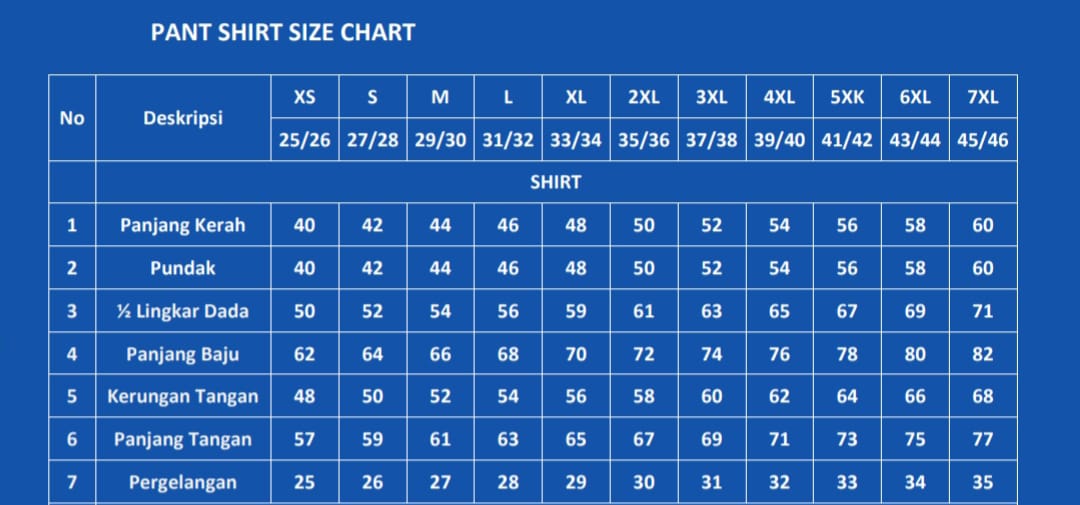 PANT SHIRT SIZE CHART
No Deskripsi XS S M L XL 2XL 3XL 4XL 5XK 6XL 7XL
25/26 27/28 29/30 31/32 33/34 35/36 37/38 39/40 41/42 43/44 45/46
SHIRT
1 Panjang Kerah 40 42 44 46 48 50 52 54 56 58 60
2 Pundak 40 42 44 46 48 50 52 54 56 58 60
3 ½ Lingkar Dada 50 52 54 56 59 61 63 65 67 69 71
4 Panjang Baju 62 64 66 68 70 72 74 76 78 80 82
5 Kerungan Tangan 48 50 52 54 56 58 60 62 64 66 68
6 Panjang Tangan 57 59 61 63 65 67 69 71 73 75 77
7 Pergelangan 25 26 27 28 29 30 31 32 33 34 35